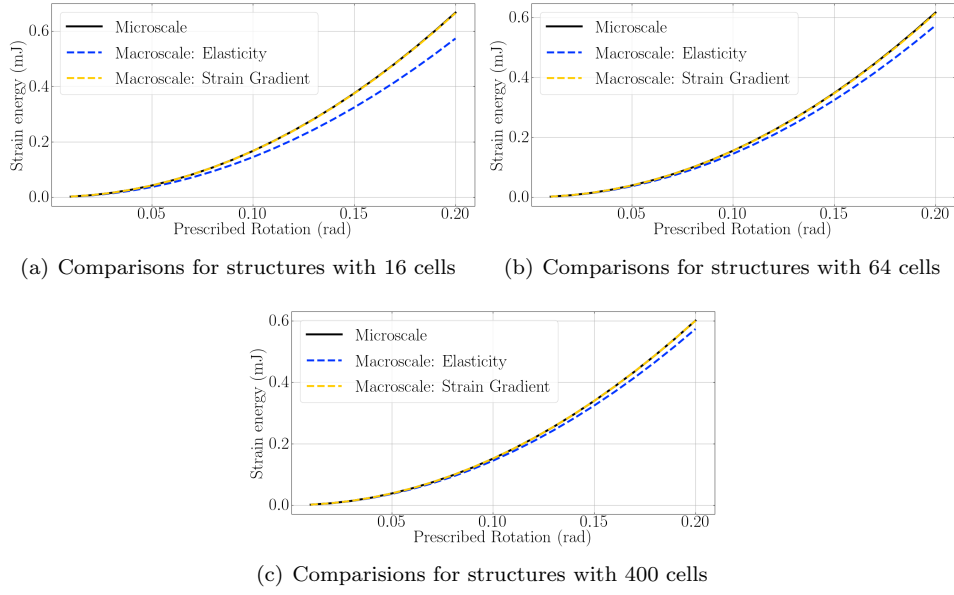 Strain energy (mJ)
0.6
0.4
0.2
0.0
Microscale
Macroscale: Elasticity
Macroscale: Strain Gradient
0.05 0.10 0.15 0.20
Prescribed Rotation (rad)
(a) Comparisons for structures with 16 cells
Strain energy (mJ)
0.6
0.4
0.2
0.0
Microscale
Macroscale: Elasticity
Macroscale: Strain Gradient
0.05 0.10 0.15 0.20
Prescribed Rotation (rad)
(b) Comparisons for structures with 64 cells
Strain energy (mJ)
0.6
0.4
0.2
0.0
Microscale
Macroscale: Elasticity
Macroscale: Strain Gradient
0.05 0.10 0.15 0.20
Prescribed Rotation (rad)
(c) Comparisions for structures with 400 cells